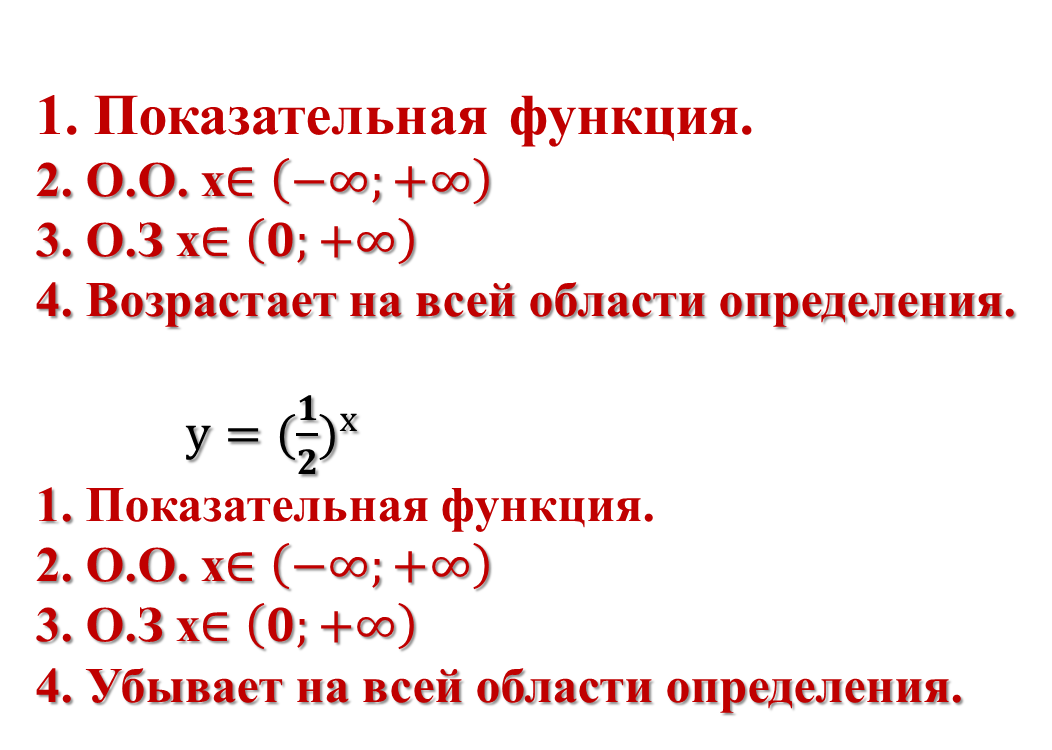 1. Показательная функция.
2. О.О. х∈ (−∞; +∞)
3. О.З х∈ (0; +∞)
4. Возрастает на всей области определения.
y = (1/2)^x
1. Показательная функция.
2. О.О. х∈ (−∞; +∞)
3. О.З х∈ (0; +∞)
4. Убывает на всей области определения.